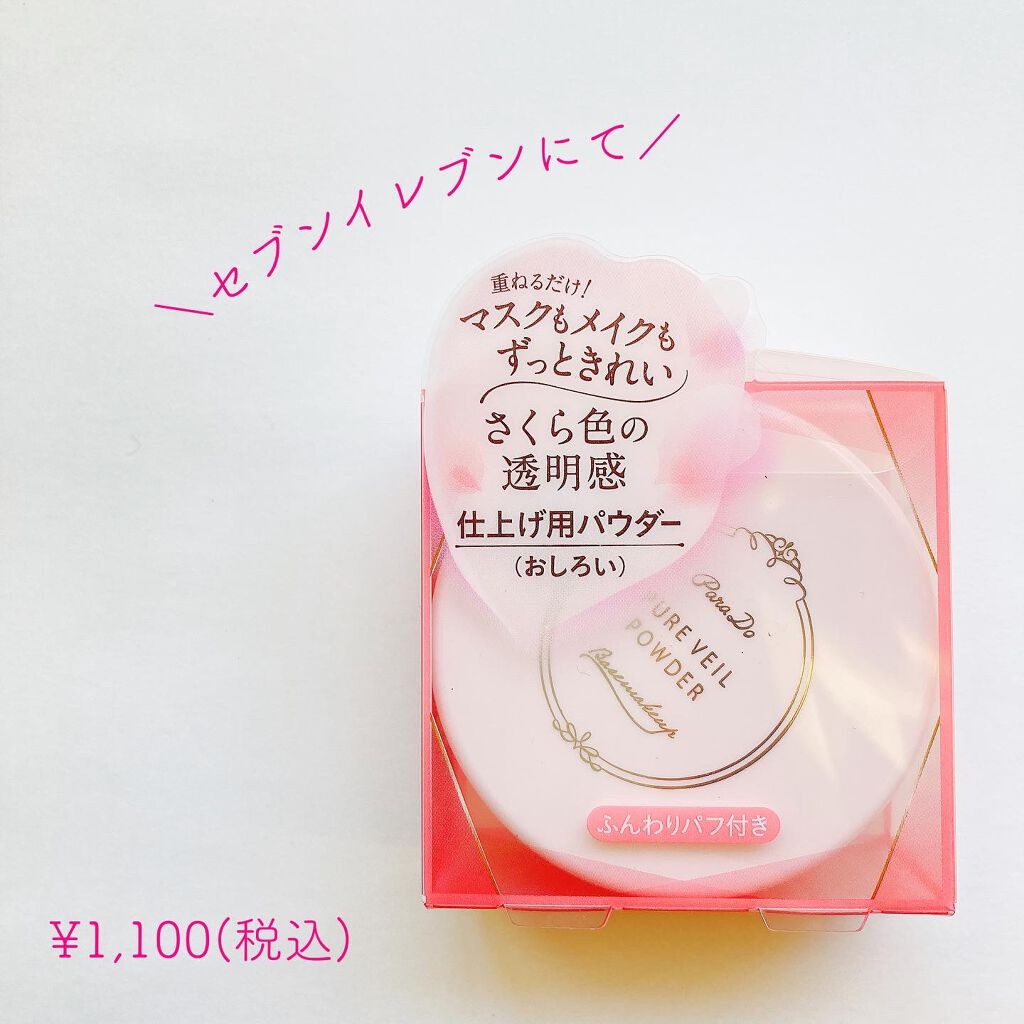 \セブンイレブンにて/
重ねるだけ!
マスクもメイクも
ずっときれい
さくら色の
透明感
仕上げ用パウダー
(おしろい)
ParaDo
PURE VEIL
POWDER
Basemakeup
ふんわりパフ付き
¥1,100(税込)